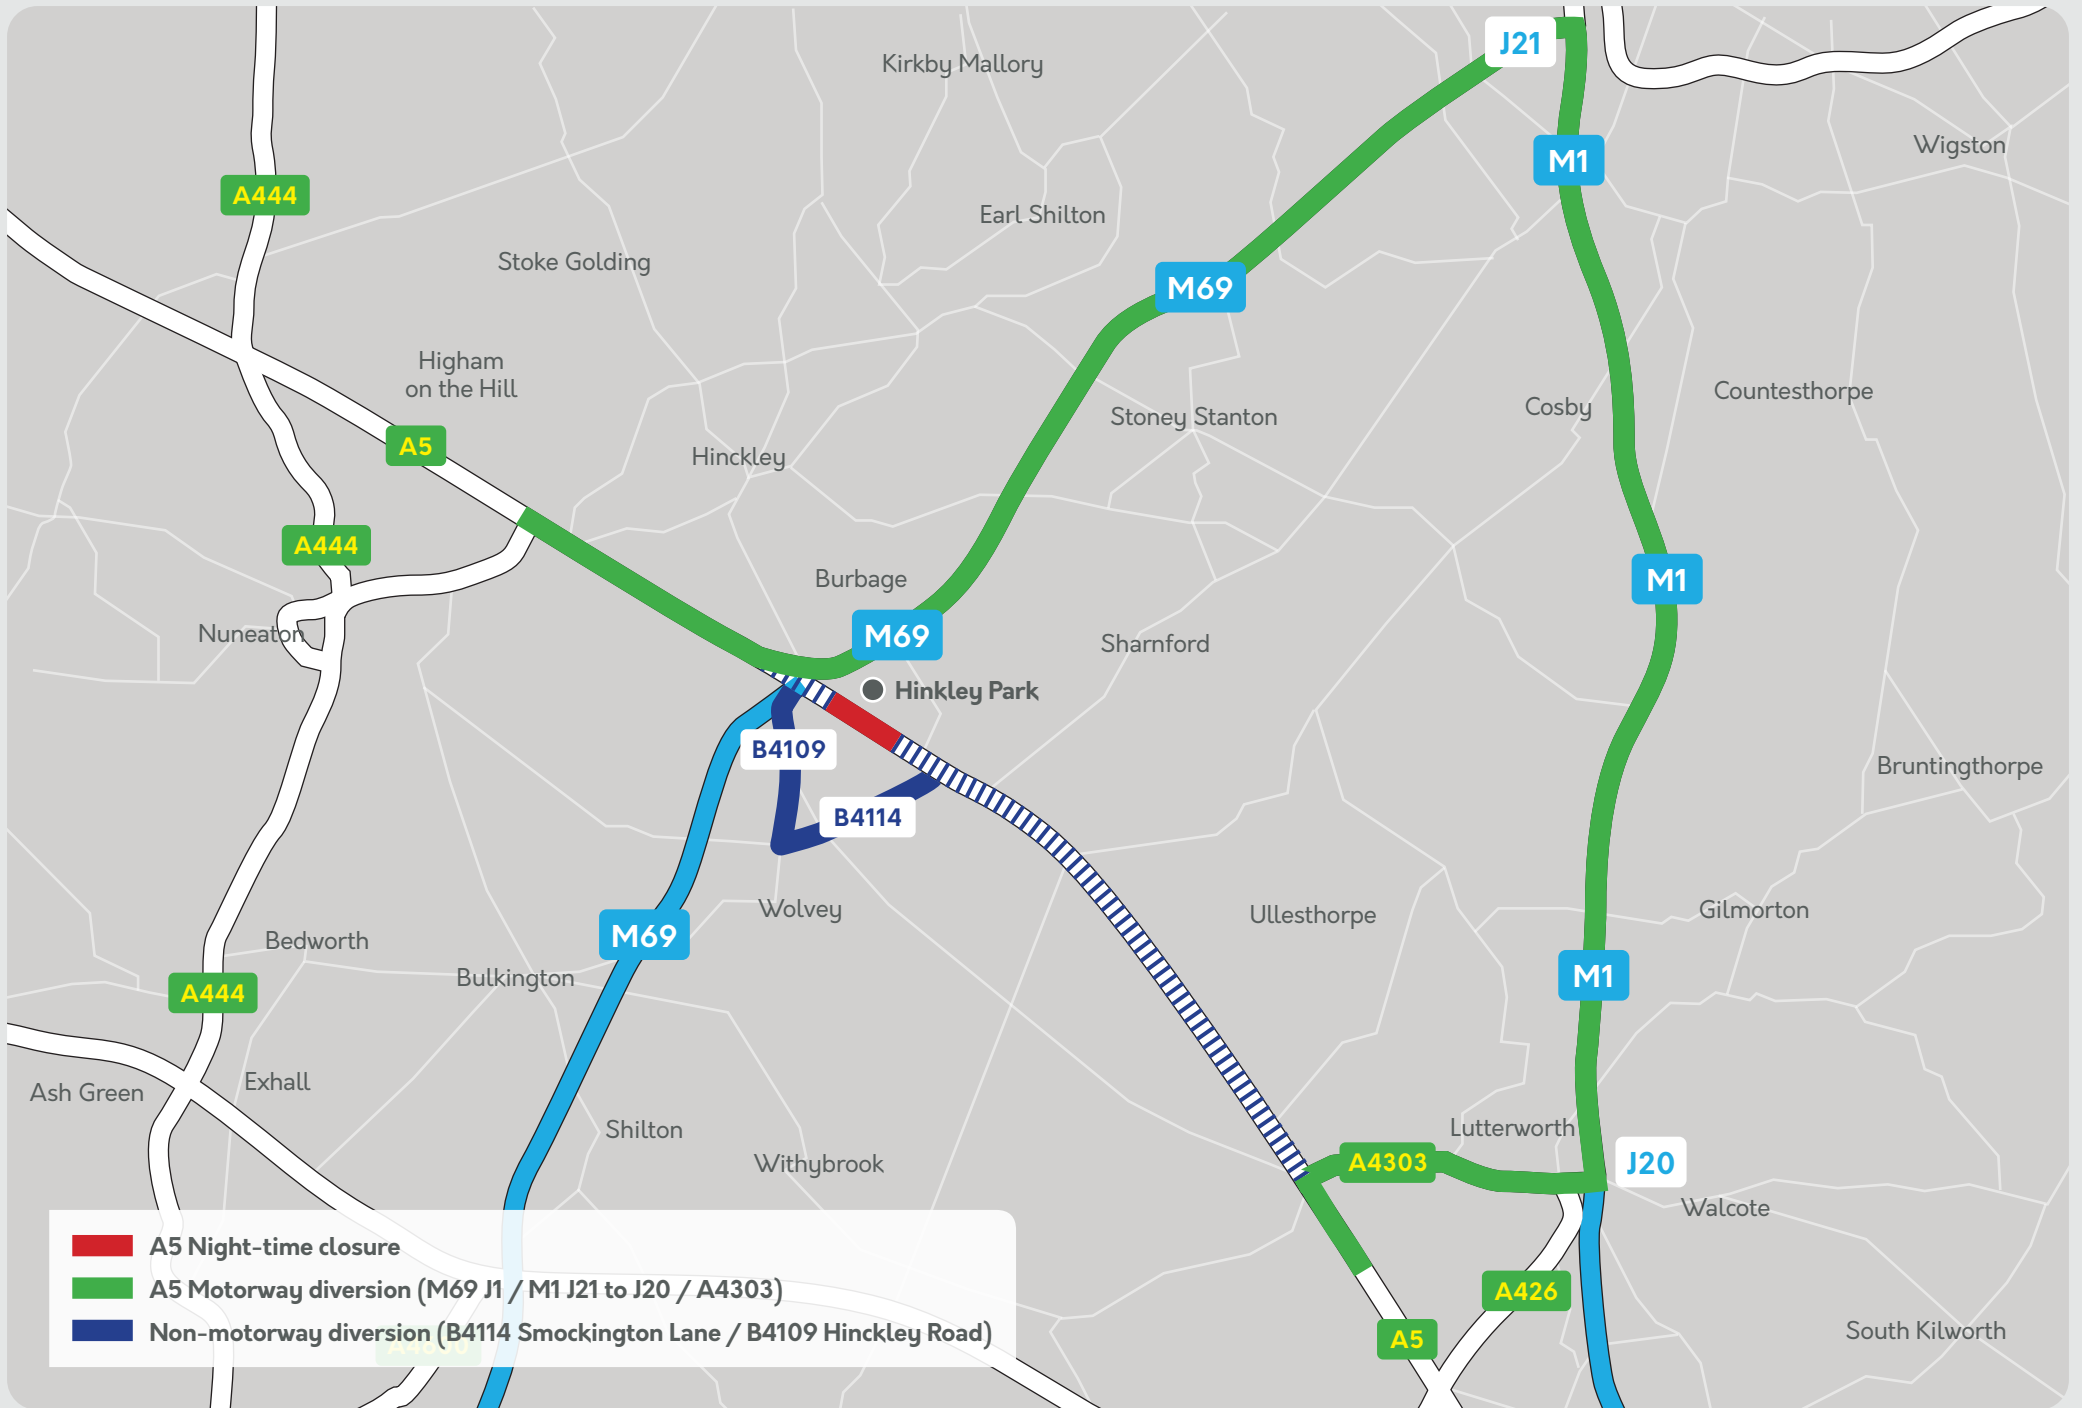 J21
Kirkby Mallory
Wigston
M1
A444
Earl Shilton
Stoke Golding
M69
Higham
on the Hill
Countesthorpe
Cosby
Stoney Stanton
A5
Hinckley
A444
Burbage
M1
Nuneaton
M69
Sharnford
Hinkley Park
B4109
Bruntingthorpe
B4114
Wolvey
Ullesthorpe
Gilmorton
M69
Bedworth
Bulkington
M1
A444
Exhall
Ash Green
Shilton
Lutterworth
Withybrook
A4303
J20
Walcote
A5 Night-time closure
A5 Motorway diversion (M69 J1 / M1 J21 to J20 / A4303)
A426
Non-motorway diversion (B4114 Smockington Lane / B4109 Hinckley Road)
South Kilworth
A5
A4600